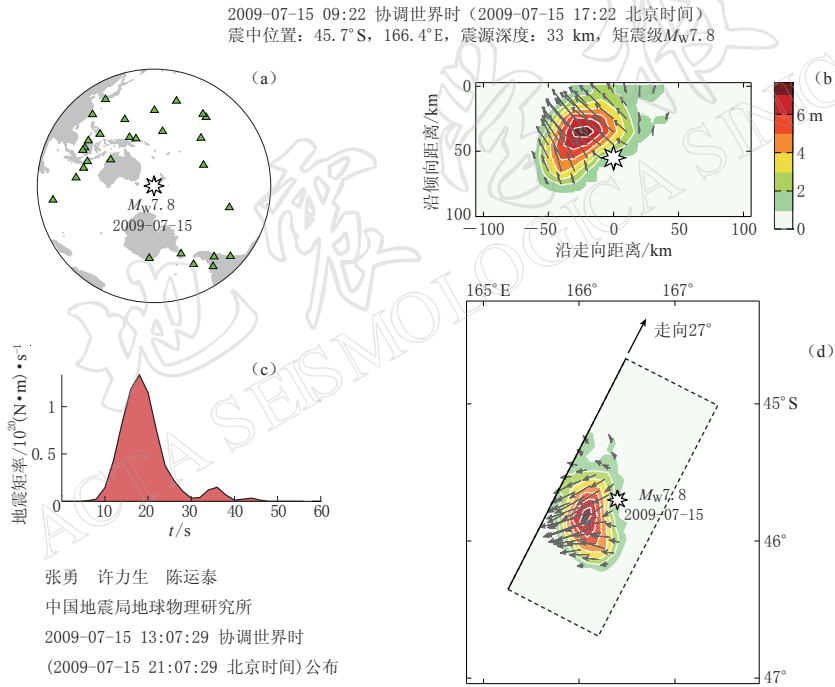 2009-07-15 09:22 协调世界时（2009-07-15 17:22 北京时间）
震中位置：45.7°S，166.4°E，震源深度：33 km，矩震级Mw7.8
(a)
Mw7.8
2009-07-15
(b
沿倾向距离/km
0
50
100
-100 -50 0 50 100
沿走向距离/km
6 m
4
2
0
(c)
地震矩率/10²⁰(N•m)•s⁻¹
1
0.5
0
0 10 20 30 40 50 60
t/s
(d)
165°E 166° 167°
走向27°
45°S
46°
47°
Mw7.8
2009-07-15
张勇 许力生 陈运泰
中国地震局地球物理研究所
2009-07-15 13:07:29 协调世界时
(2009-07-15 21:07:29 北京时间)公布
ACTA SEISMOLOGICA SINIC